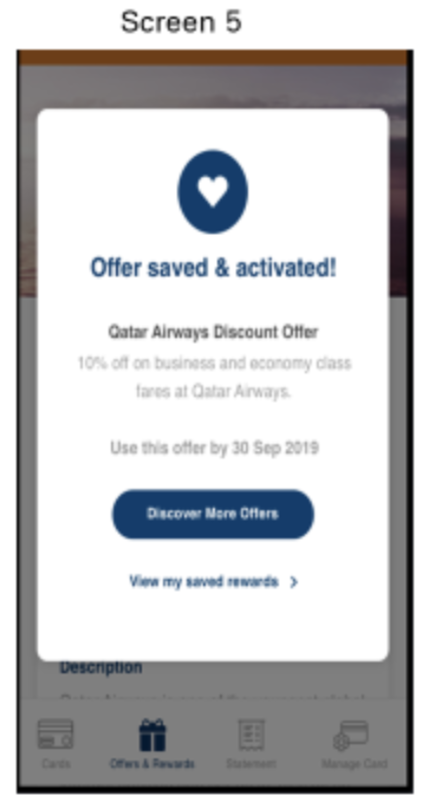 Screen 5
Offer saved & activated!
Qatar Airways Discount Offer
10% off on business and economy class
fares at Qatar Airways.
Use this offer by 30 Sep 2019
Discover More Offers
View my saved rewards
Description
Cards
Offers & Rewards
Statement
Manage Card